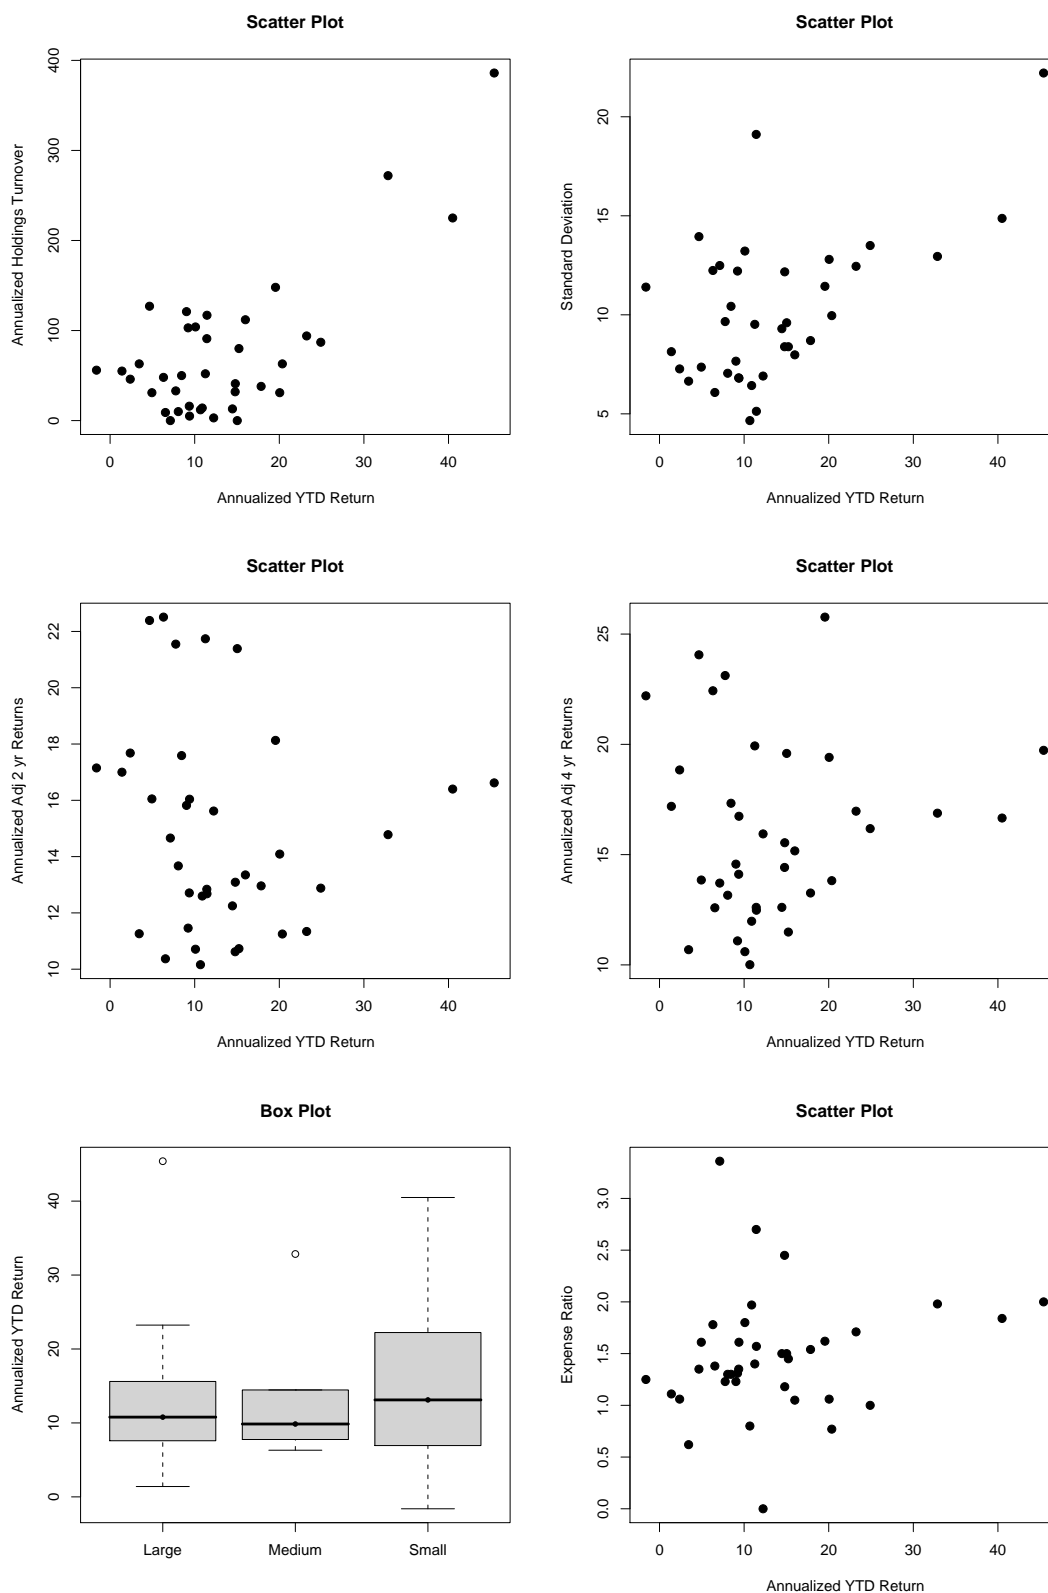 Scatter Plot
Annualized Holdings Turnover
400
300
200
100
0
0 10 20 30 40
Annualized YTD Return
Scatter Plot
Standard Deviation
20
15
10
5
0 10 20 30 40
Annualized YTD Return
Scatter Plot
Annualized Adj 2 yr Returns
22
20
18
16
14
12
10
0 10 20 30 40
Annualized YTD Return
Scatter Plot
Annualized Adj 4 yr Returns
25
20
15
10
0 10 20 30 40
Annualized YTD Return
Box Plot
Annualized YTD Return
40
30
20
10
0
Large Medium Small
Scatter Plot
Expense Ratio
3.0
2.5
2.0
1.5
1.0
0.5
0.0
0 10 20 30 40
Annualized YTD Return